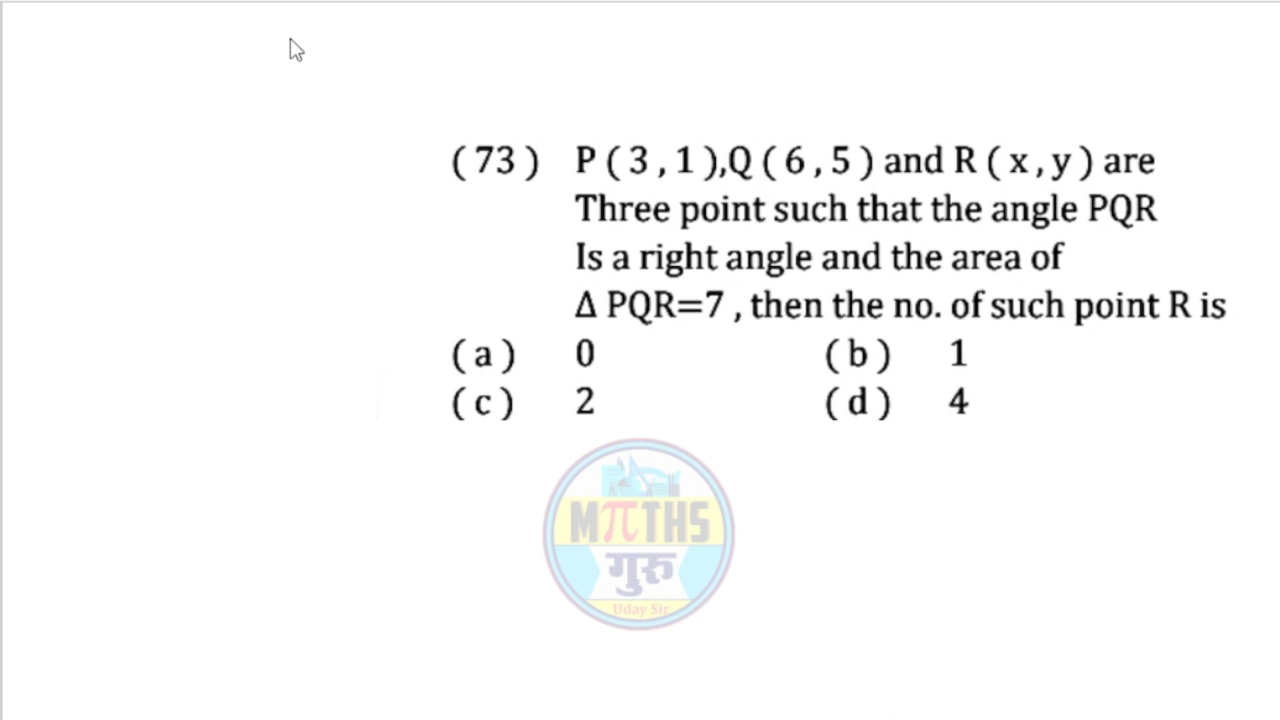 ( 73 ) P ( 3 , 1 ),Q ( 6 , 5 ) and R ( x , y ) are
Three point such that the angle PQR
Is a right angle and the area of
Δ PQR=7 , then the no. of such point R is
( a ) 0 ( b ) 1
( c ) 2 ( d ) 4
MπTHS
गुरु
Uday Sir